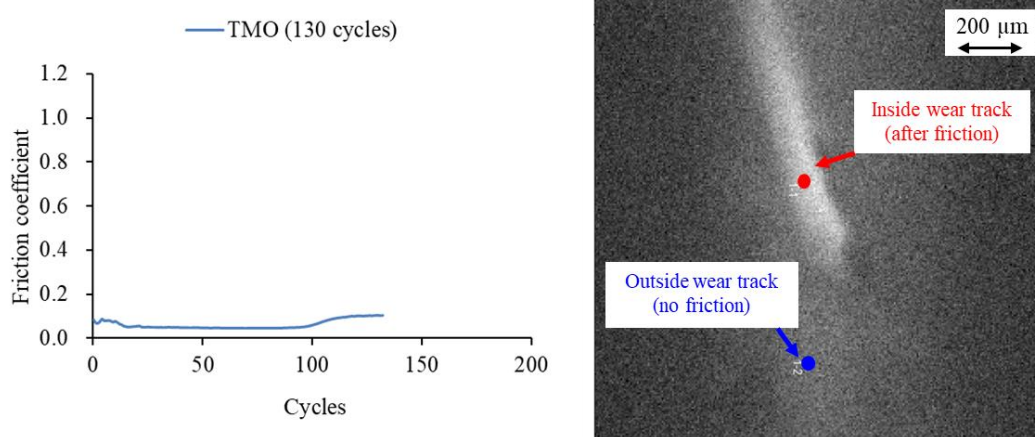 TMO (130 cycles)
1.2
1.0
0.8
0.6
0.4
0.2
0.0
0
50
100
150
200
Friction coefficient
Cycles
200 µm
Inside wear track
(after friction)
Outside wear track
(no friction)